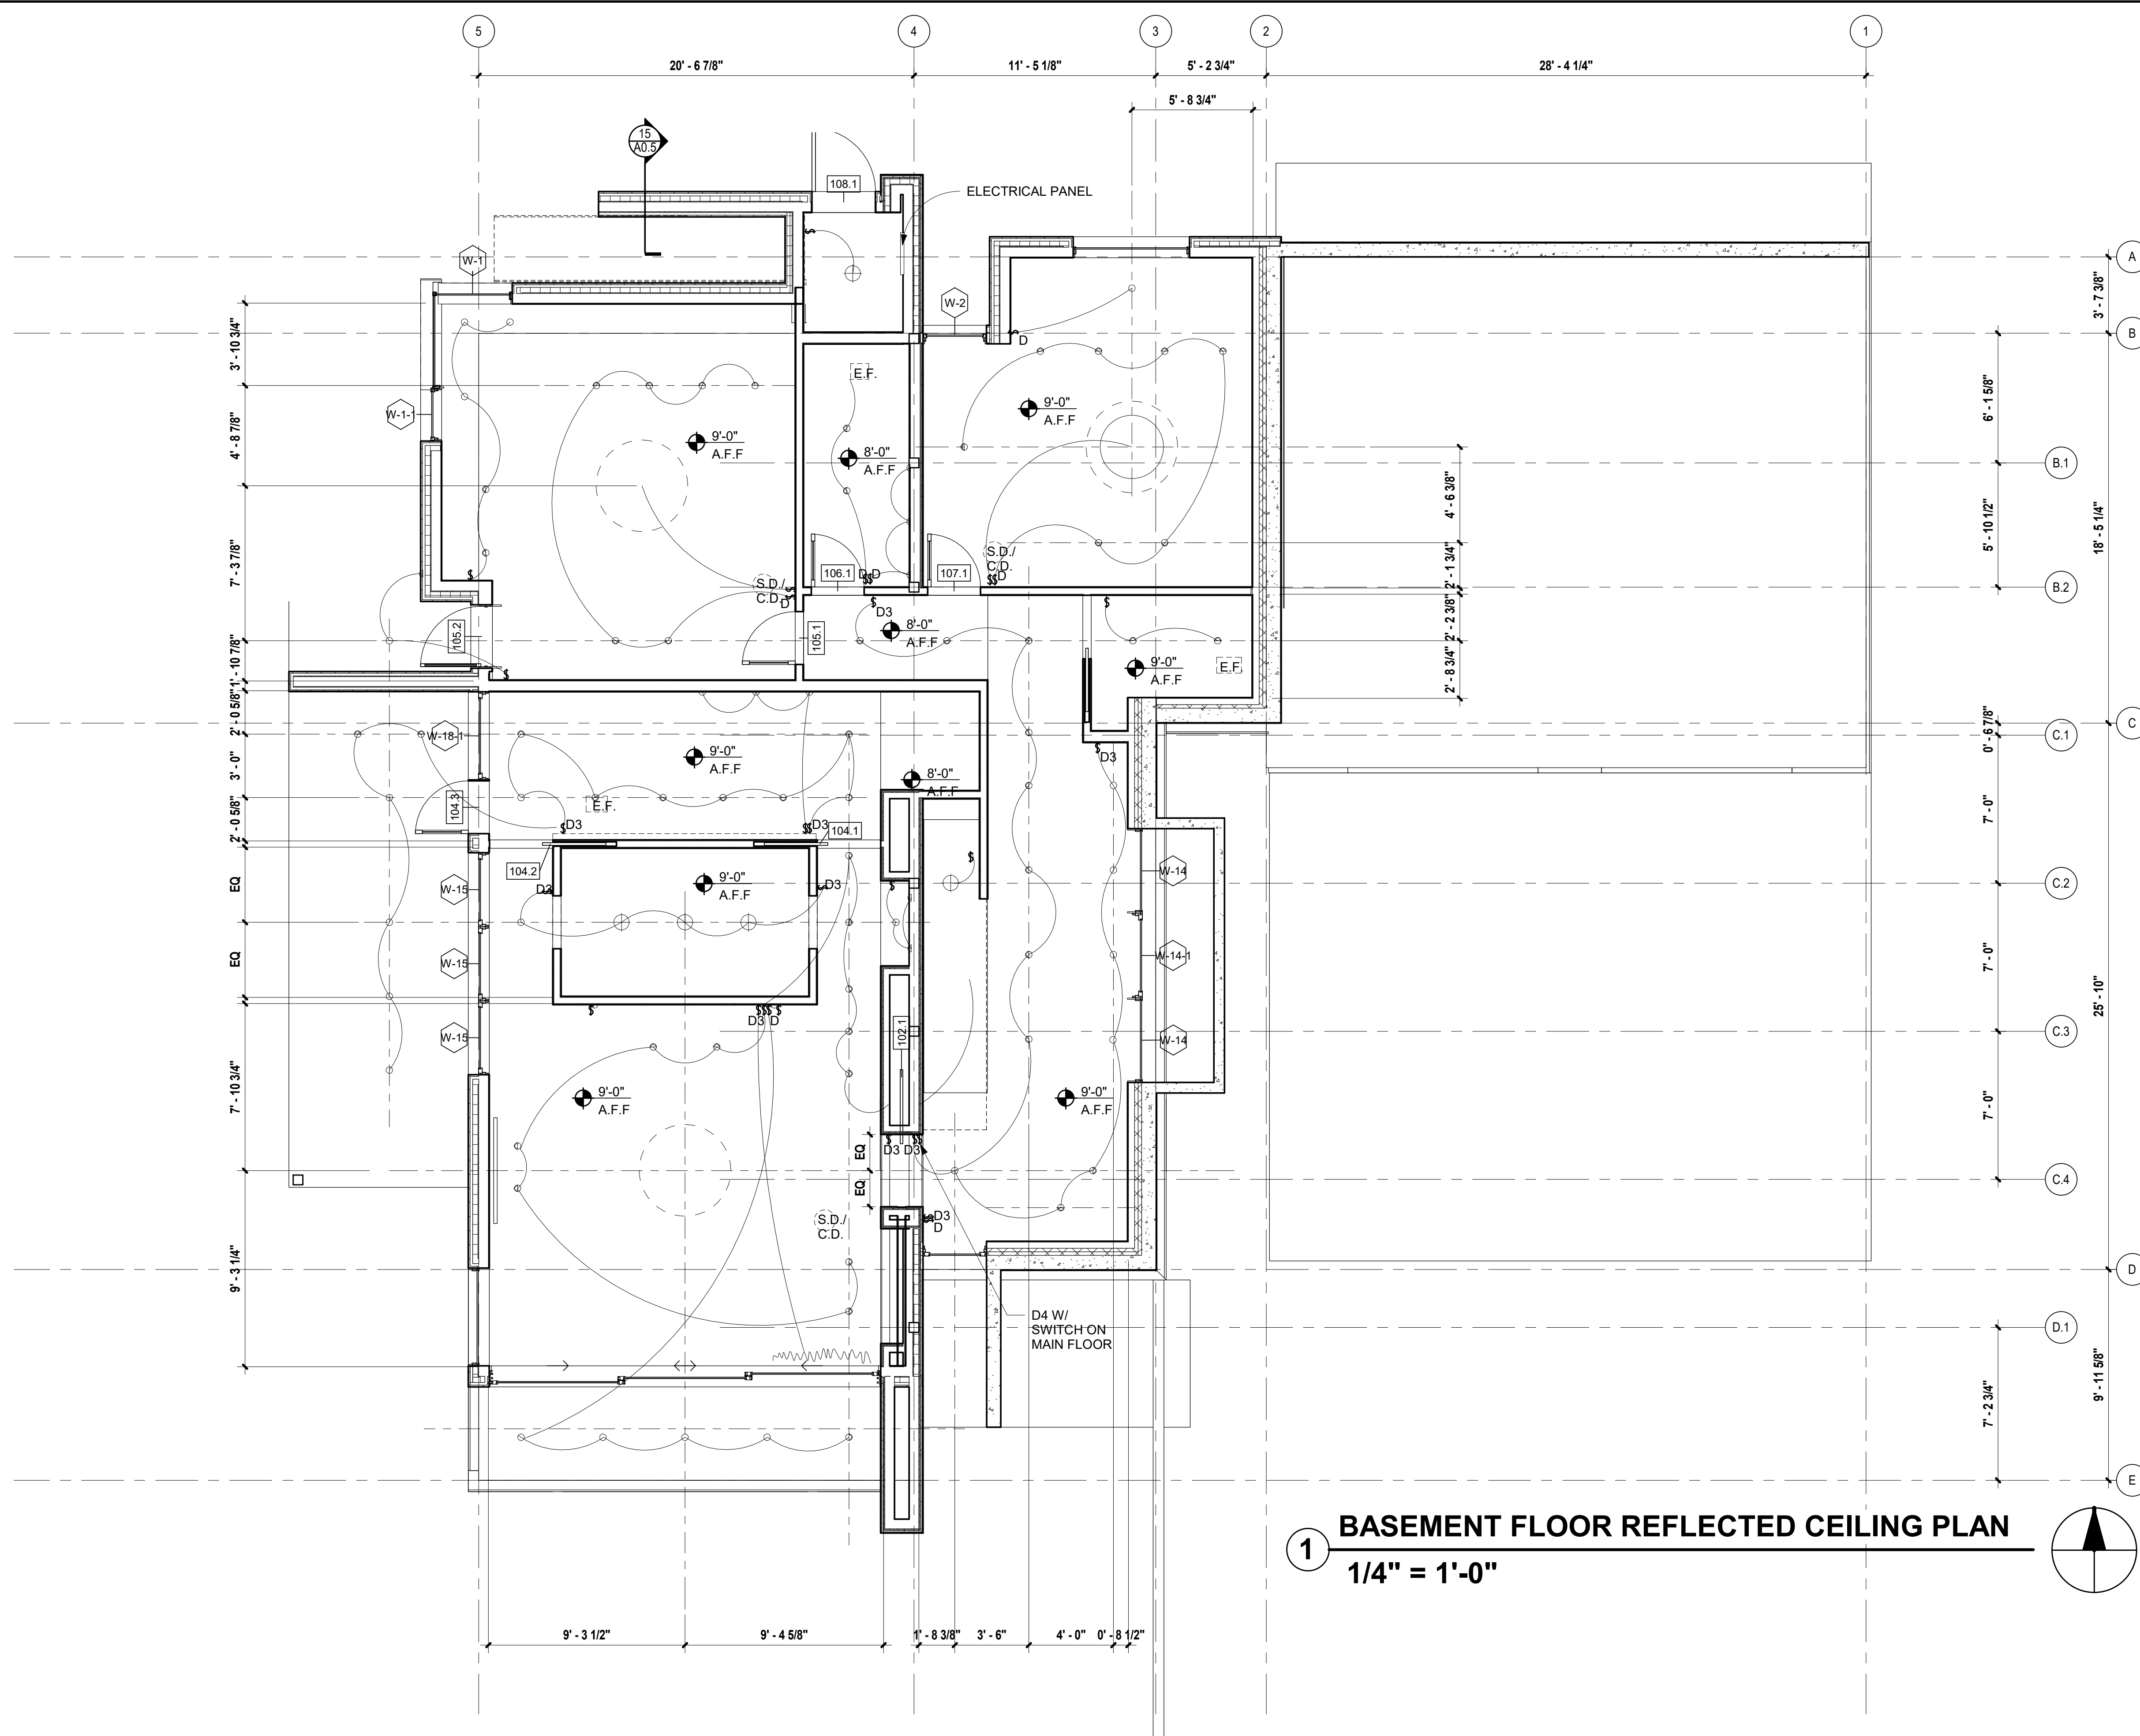 5
4
3
2
1
20' - 6 7/8"
11' - 5 1/8"
5' - 2 3/4"
28' - 4 1/4"
5' - 8 3/4"
15
A0.5
108.1
ELECTRICAL PANEL
A
3' - 7 3/8"
W-1
W-2
B
D
3' - 10 3/4"
E.F.
W-1-1
9'-0"
A.F.F
9'-0"
A.F.F
8'-0"
A.F.F
6' - 1 5/8"
4' - 8 7/8"
B.1
4' - 6 3/8"
5' - 10 1/2"
18' - 5 1/4"
7' - 3 7/8"
S.D./
C.D.
D
106.1
D D
107.1
S.D./
C.D.
D
2' - 1 3/4"
B.2
105.2
105.1
D3
8'-0"
A.F.F
2' - 2 3/8"
9'-0"
A.F.F
E.F.
2' - 8 3/4"
1' - 10 7/8"
2' - 0 5/8"
W-18-1
C
0' - 6 7/8"
C.1
9'-0"
A.F.F
D3
3' - 0"
8'-0"
A.F.F
104.3
E.F.
7' - 0"
2' - 0 5/8"
D3
D3
104.1
104.2
EQ
W-15
D3
9'-0"
A.F.F
D3
W-14
C.2
EQ
W-15
W-14-1
7' - 0"
25' - 10"
D3 D
102.1
W-15
W-14
C.3
7' - 10 3/4"
9'-0"
A.F.F
9'-0"
A.F.F
7' - 0"
D3 D3
EQ
EQ
C.4
S.D./
C.D.
D3
D
9' - 3 1/4"
D
D4 W/
SWITCH ON
MAIN FLOOR
D.1
9' - 11 5/8"
7' - 2 3/4"
E
1
BASEMENT FLOOR REFLECTED CEILING PLAN
1/4" = 1'-0"
9' - 3 1/2"
9' - 4 5/8"
1' - 8 3/8"
3' - 6"
4' - 0"
0' - 8 1/2"